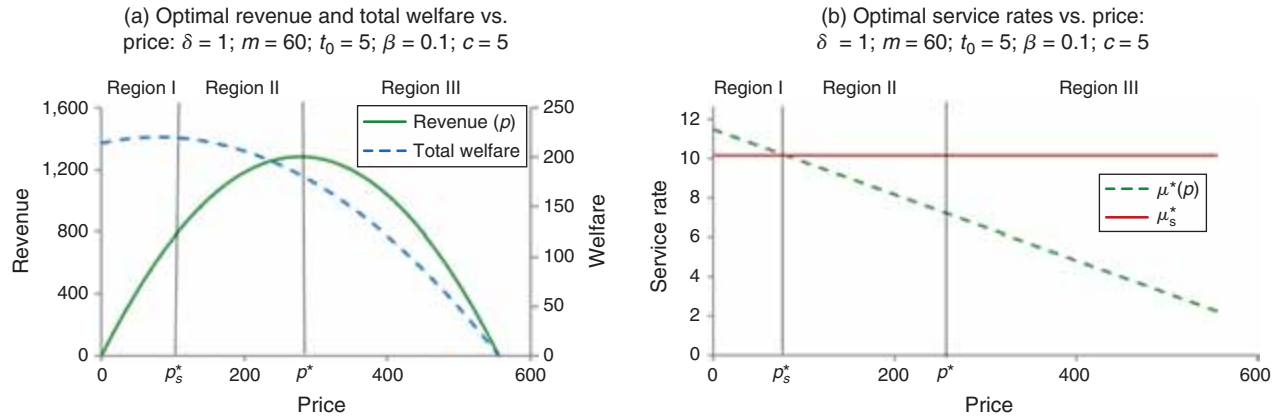 (a) Optimal revenue and total welfare vs.
price: δ = 1; m = 60; t₀ = 5; β = 0.1; c = 5
Region I Region II Region III
1,600
1,200
800
400
0
Revenue
250
200
150
100
50
0
Welfare
Revenue (p)
Total welfare
0 pₛ* 200 p* 400 600
Price
(b) Optimal service rates vs. price:
δ = 1; m = 60; t₀ = 5; β = 0.1; c = 5
Region I Region II Region III
12
10
8
6
4
2
0
Service rate
μ*(p)
μₛ*
0 pₛ* 200 p* 400 600
Price